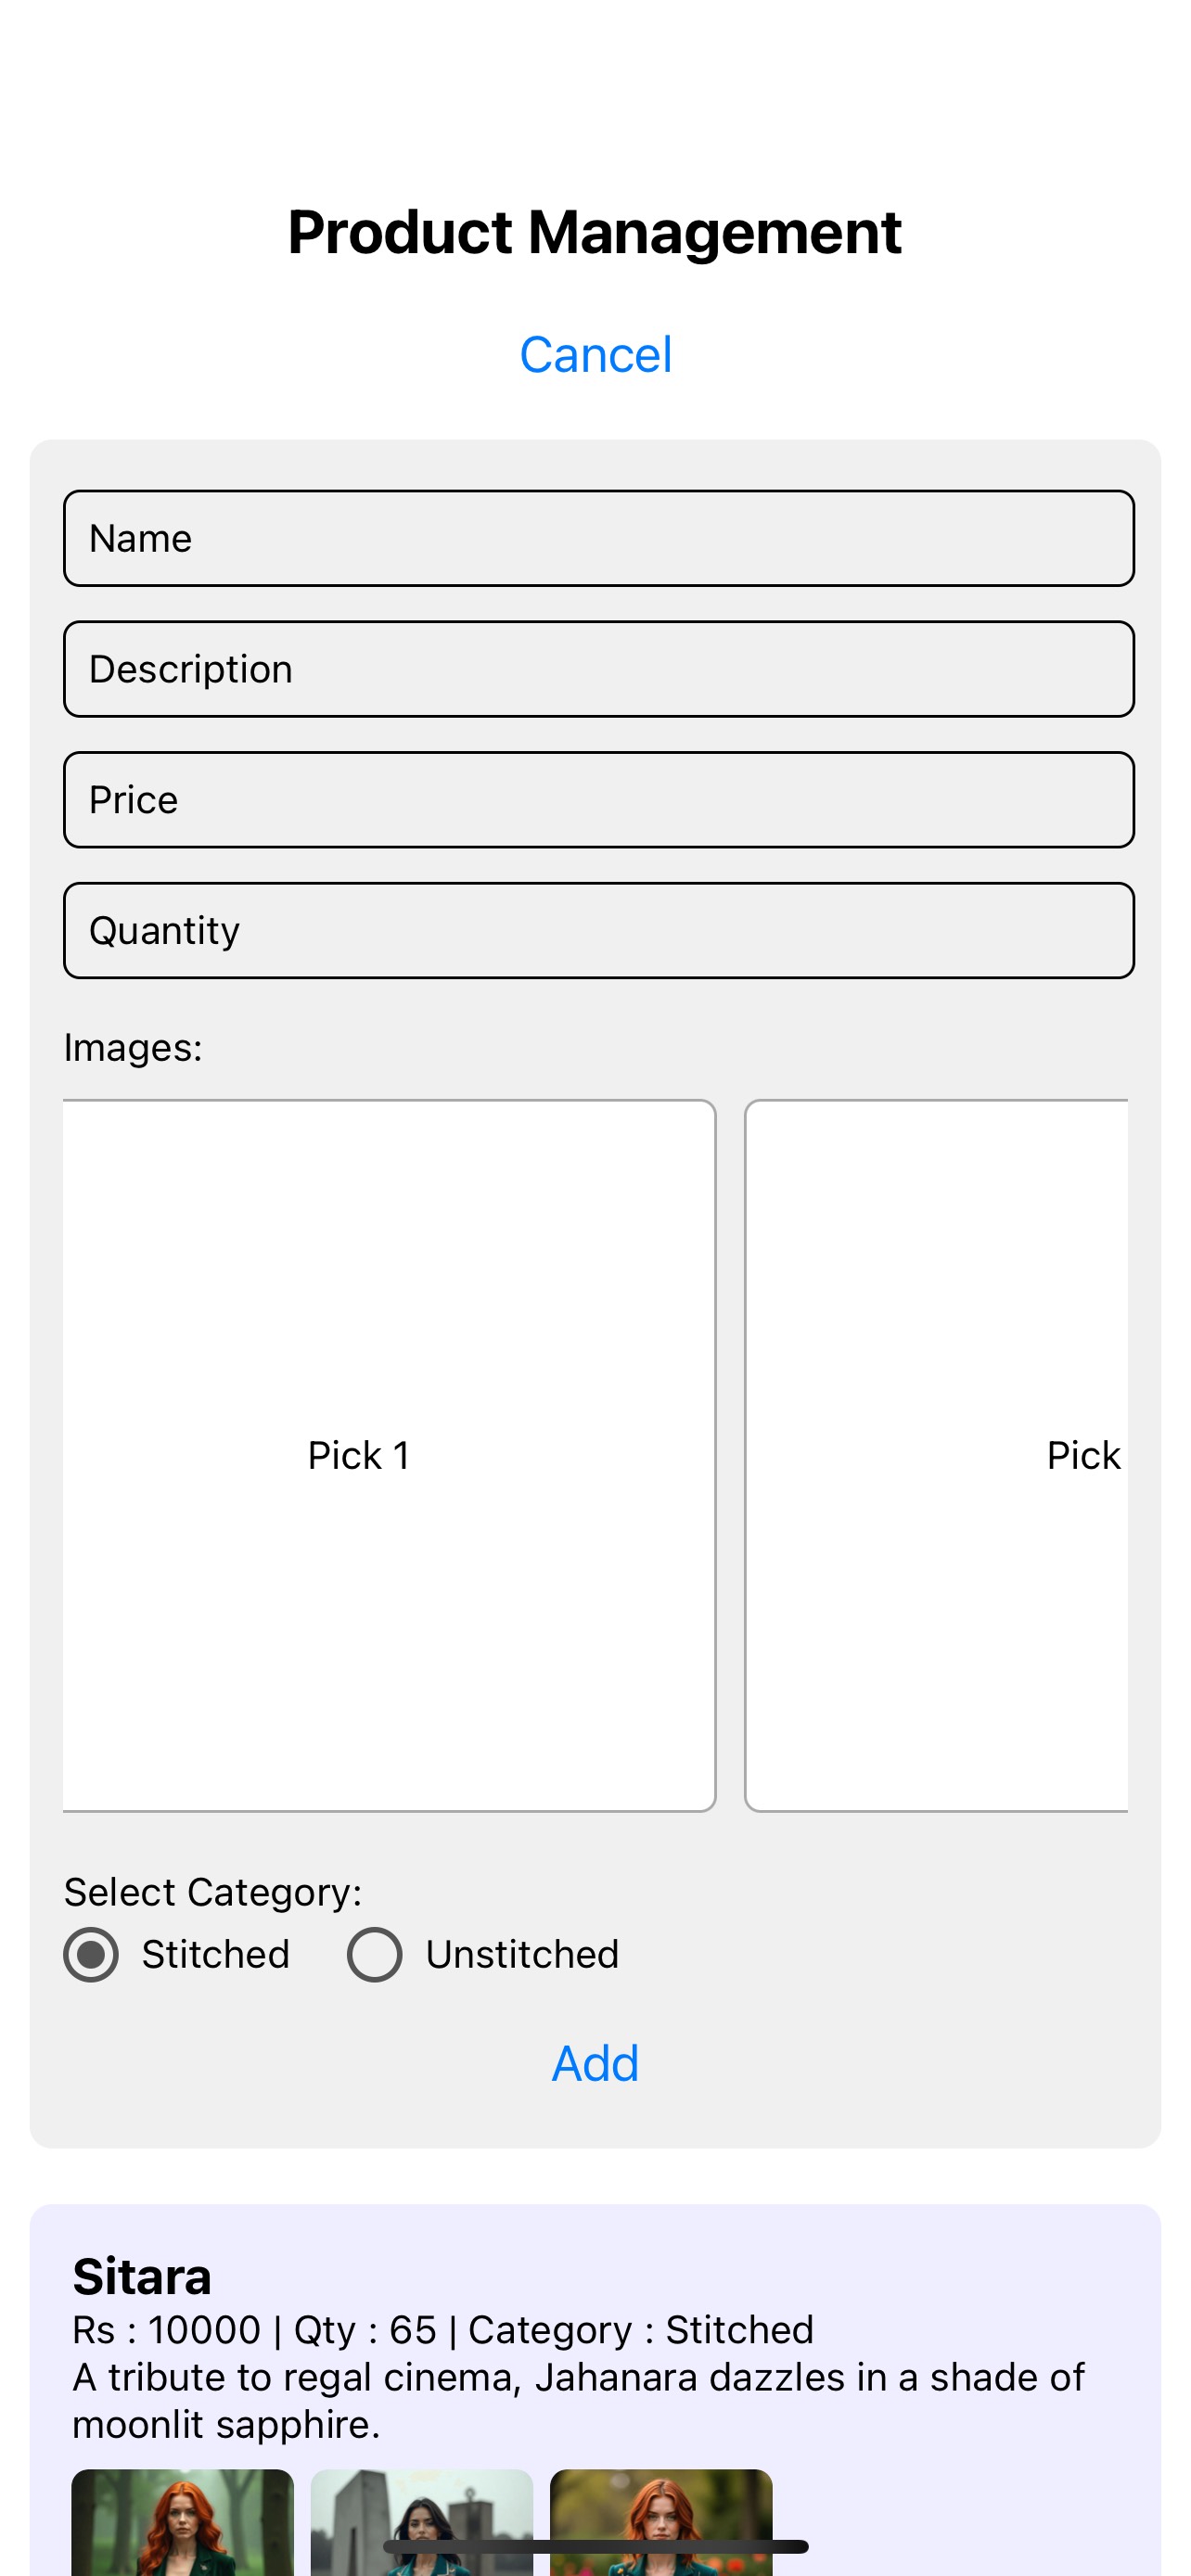 Product Management
Cancel
Name
Description
Price
Quantity
Images:
Pick 1
Pick
Select Category:
Stitched
Unstitched
Add
Sitara
Rs : 10000 | Qty : 65 | Category : Stitched
A tribute to regal cinema, Jahanara dazzles in a shade of
moonlit sapphire.